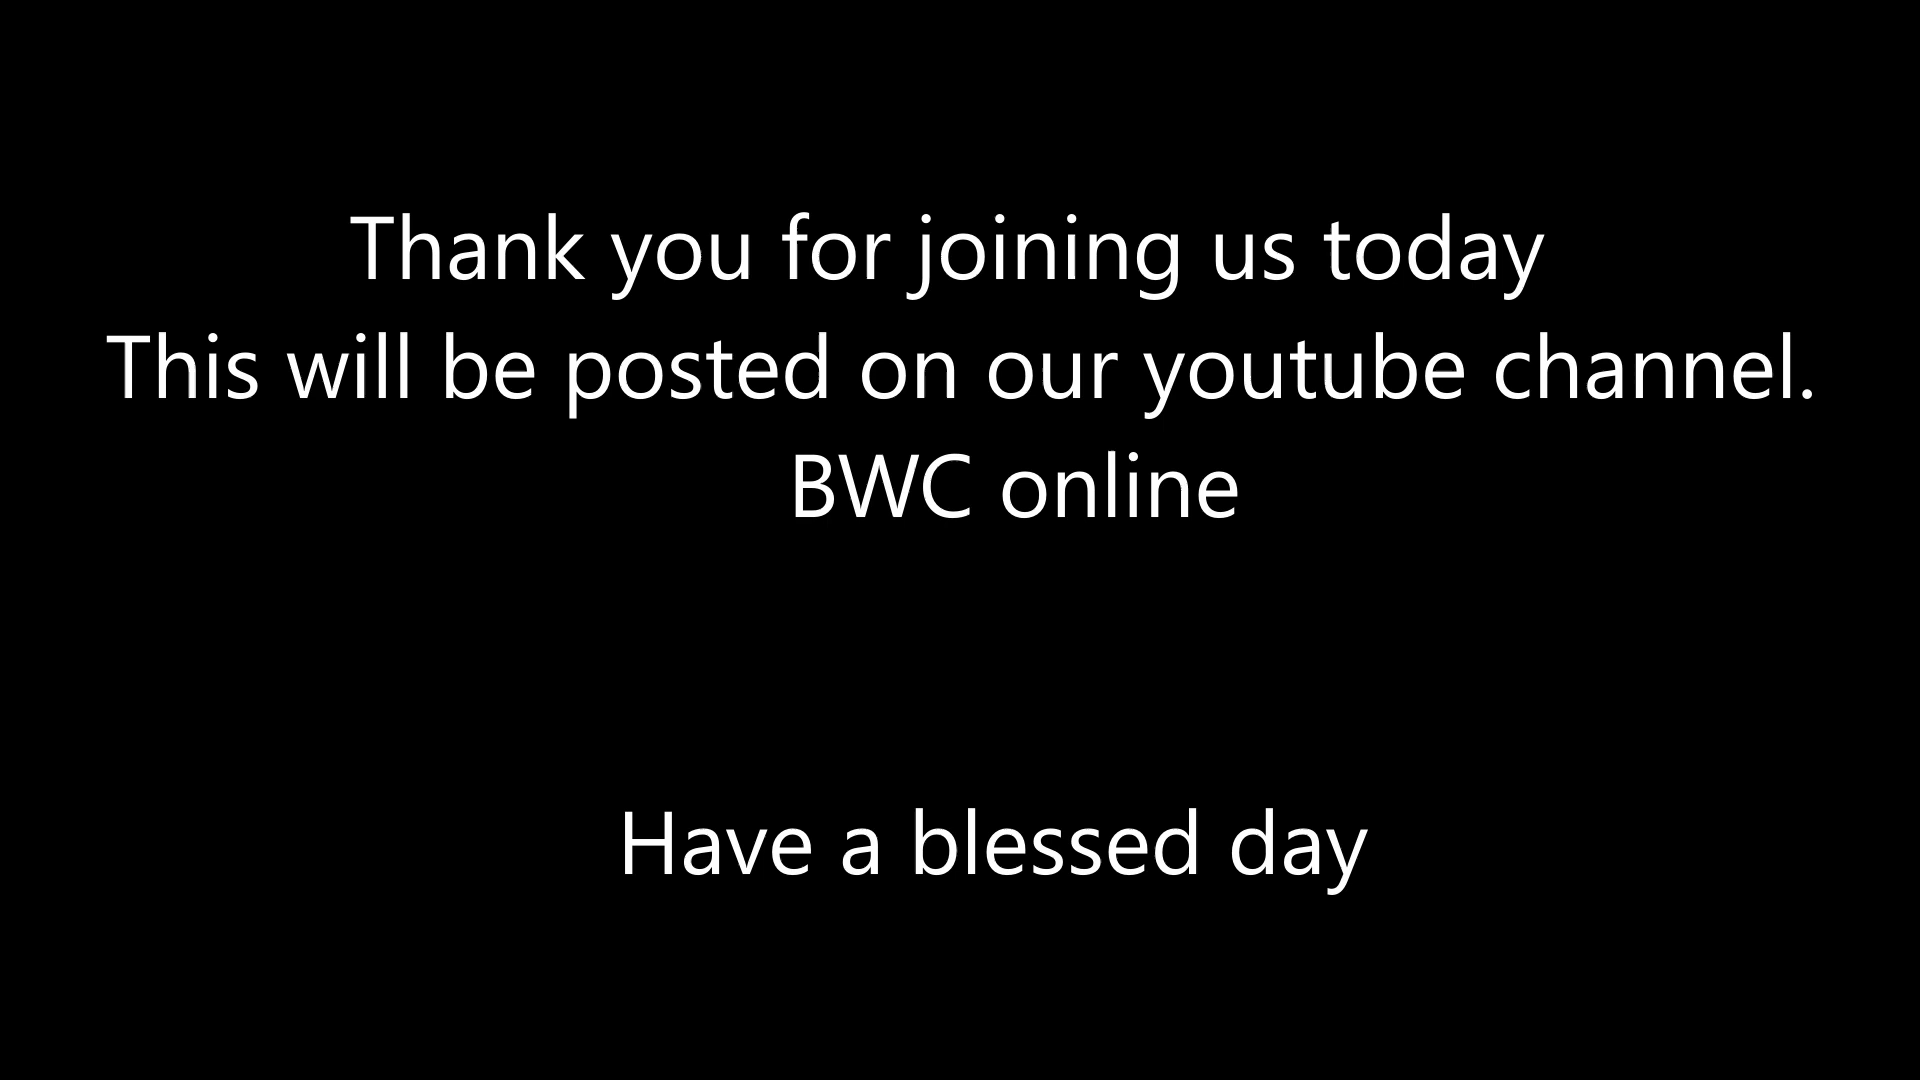 Thank you for joining us today
This will be posted on our youtube channel.
BWC online
Have a blessed day